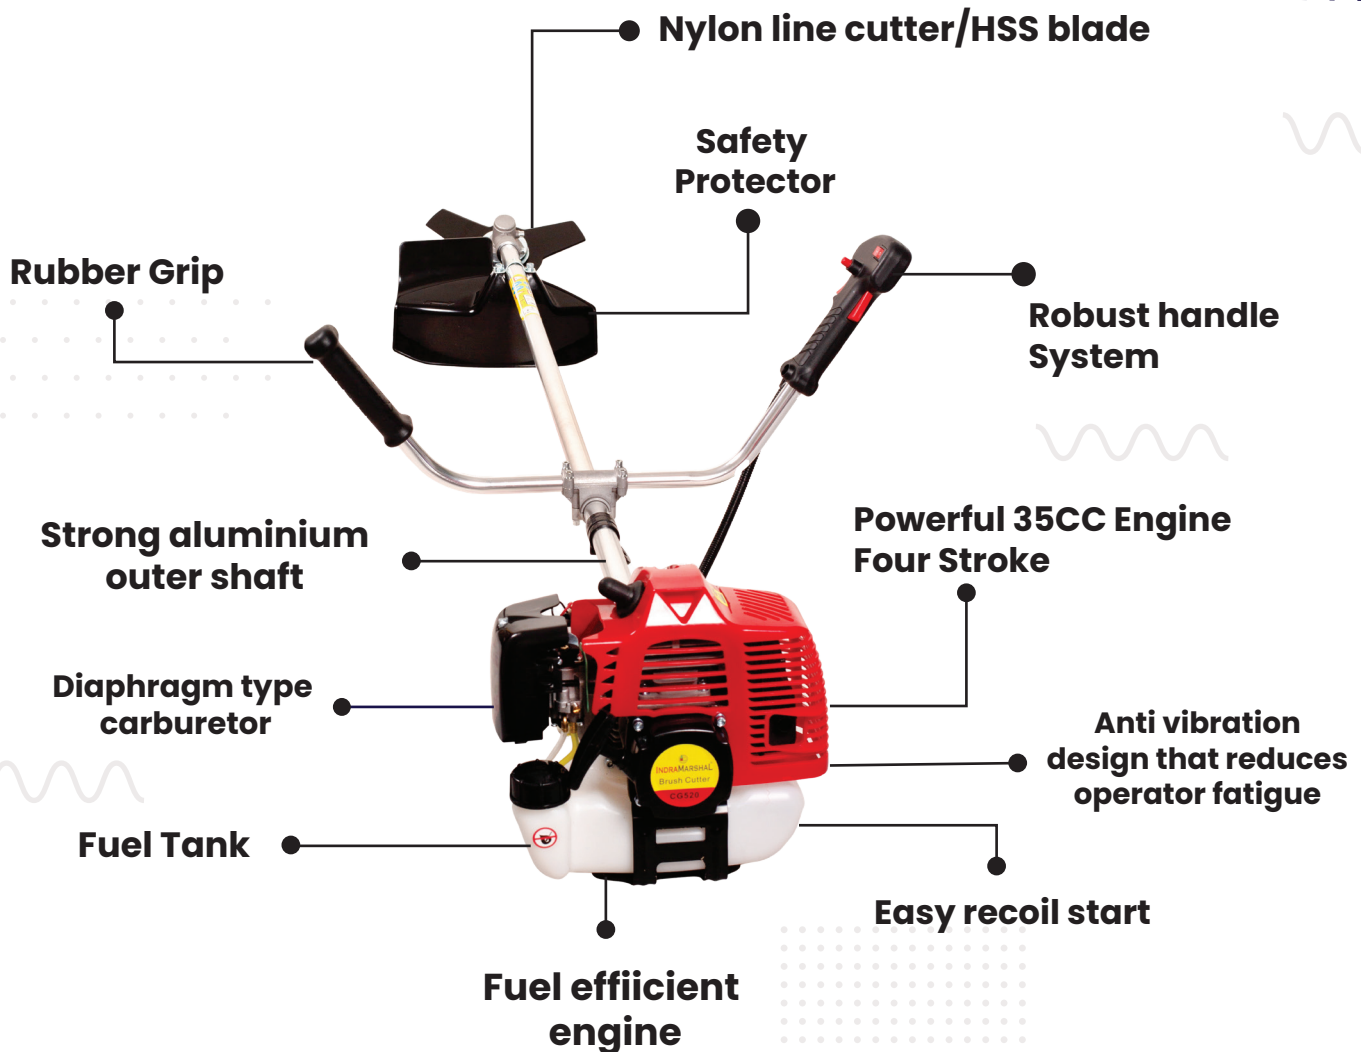 Nylon line cutter/HSS blade
Safety
Protector
Rubber Grip
Robust handle
System
Strong aluminium
outer shaft
Powerful 35CC Engine
Four Stroke
Diaphragm type
carburetor
Anti vibration
design that reduces
operator fatigue
INDRAMARSHAL
Brush Cutter
CG520
Fuel Tank
Easy recoil start
Fuel effiicient
engine